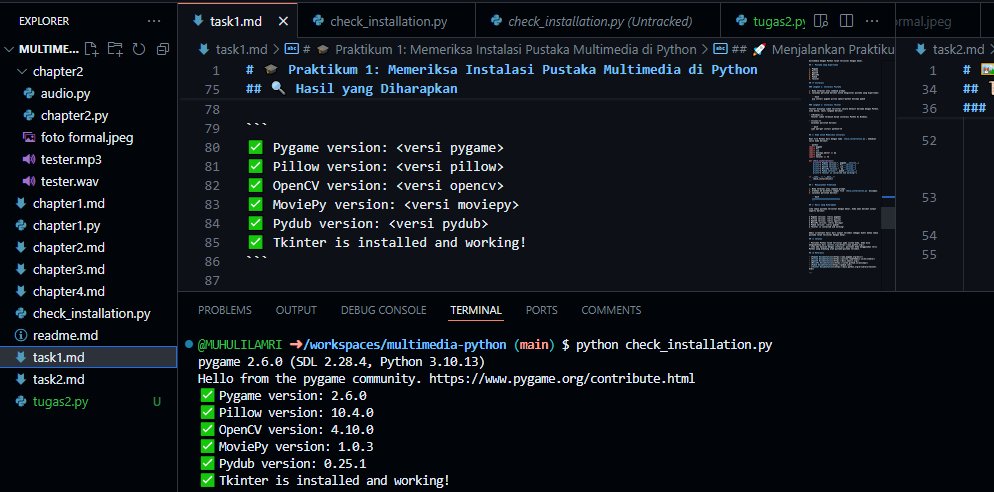 EXPLORER ...
MULTIME...
chapter2
audio.py
chapter2.py
foto formal.jpeg
tester.mp3
tester.wav
chapter1.md
chapter1.py
chapter2.md
chapter3.md
chapter4.md
check_installation.py
readme.md
task1.md
task2.md
tugas2.py U
task1.md
check_installation.py
check_installation.py (Untracked)
tugas2.py
...
ormal.jpeg
task1.md > # 🎓 Praktikum 1: Memeriksa Instalasi Pustaka Multimedia di Python > ## 🚀 Menjalankan Praktiku
1 # 🎓 Praktikum 1: Memeriksa Instalasi Pustaka Multimedia di Python
75 ## 🔍 Hasil yang Diharapkan
78
79 ```
80 ✅ Pygame version: <versi pygame>
81 ✅ Pillow version: <versi pillow>
82 ✅ OpenCV version: <versi opencv>
83 ✅ MoviePy version: <versi moviepy>
84 ✅ Pydub version: <versi pydub>
85 ✅ Tkinter is installed and working!
86 ```
87
task2.md >
1 #
34 ##
36 ###
52
53
54
55
PROBLEMS OUTPUT DEBUG CONSOLE TERMINAL PORTS COMMENTS
@MUHULILAMRI ➜/workspaces/multimedia-python (main) $ python check_installation.py
pygame 2.6.0 (SDL 2.28.4, Python 3.10.13)
Hello from the pygame community. https://www.pygame.org/contribute.html
✅ Pygame version: 2.6.0
✅ Pillow version: 10.4.0
✅ OpenCV version: 4.10.0
✅ MoviePy version: 1.0.3
✅ Pydub version: 0.25.1
✅ Tkinter is installed and working!